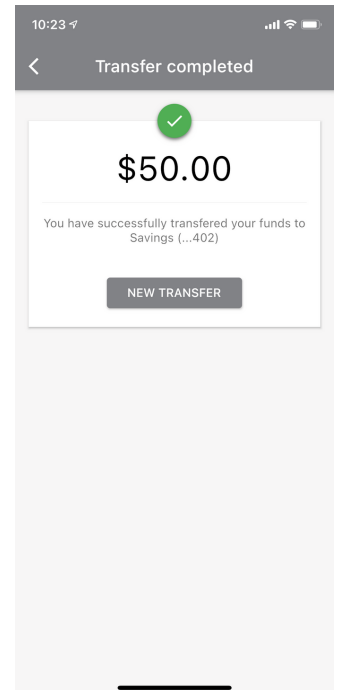 10:23
Transfer completed
$50.00
You have successfully transfered your funds to
Savings (...402)
NEW TRANSFER